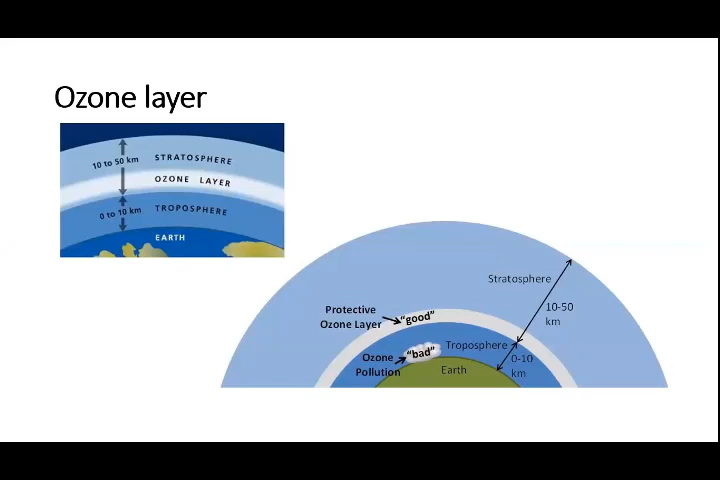 Ozone layer
10 to 50 km
STRATOSPHERE
OZONE LAYER
0 to 10 km
TROPOSPHERE
EARTH
Stratosphere
10-50
km
Protective
Ozone Layer
"good"
Troposphere
0-10
km
"bad"
Ozone
Pollution
Earth